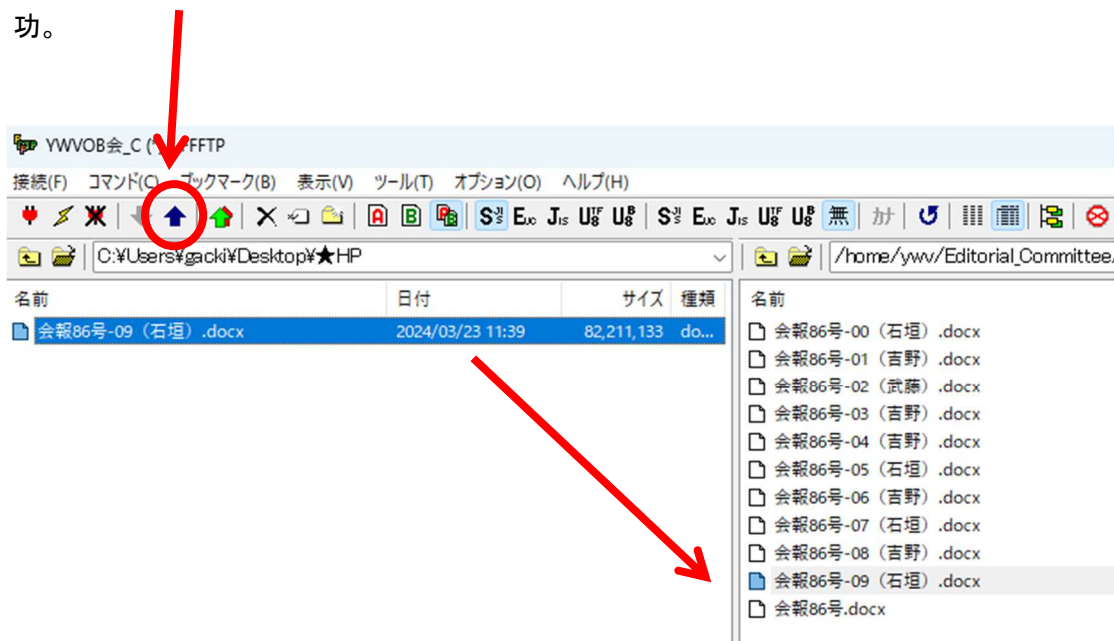 功。
YWVOB会_C (*) - FFFTP
接続(F) コマンド(C) ブックマーク(B) 表示(V) ツール(T) オプション(O) ヘルプ(H)
C:¥Users¥gacki¥Desktop¥★HP
/home/ywv/Editorial_Committee/
名前 日付 サイズ 種類
会報86号-09（石垣）.docx 2024/03/23 11:39 82,211,133 do...
名前
会報86号-00（石垣）.docx
会報86号-01（吉野）.docx
会報86号-02（武藤）.docx
会報86号-03（吉野）.docx
会報86号-04（吉野）.docx
会報86号-05（石垣）.docx
会報86号-06（吉野）.docx
会報86号-07（石垣）.docx
会報86号-08（吉野）.docx
会報86号-09（石垣）.docx
会報86号.docx